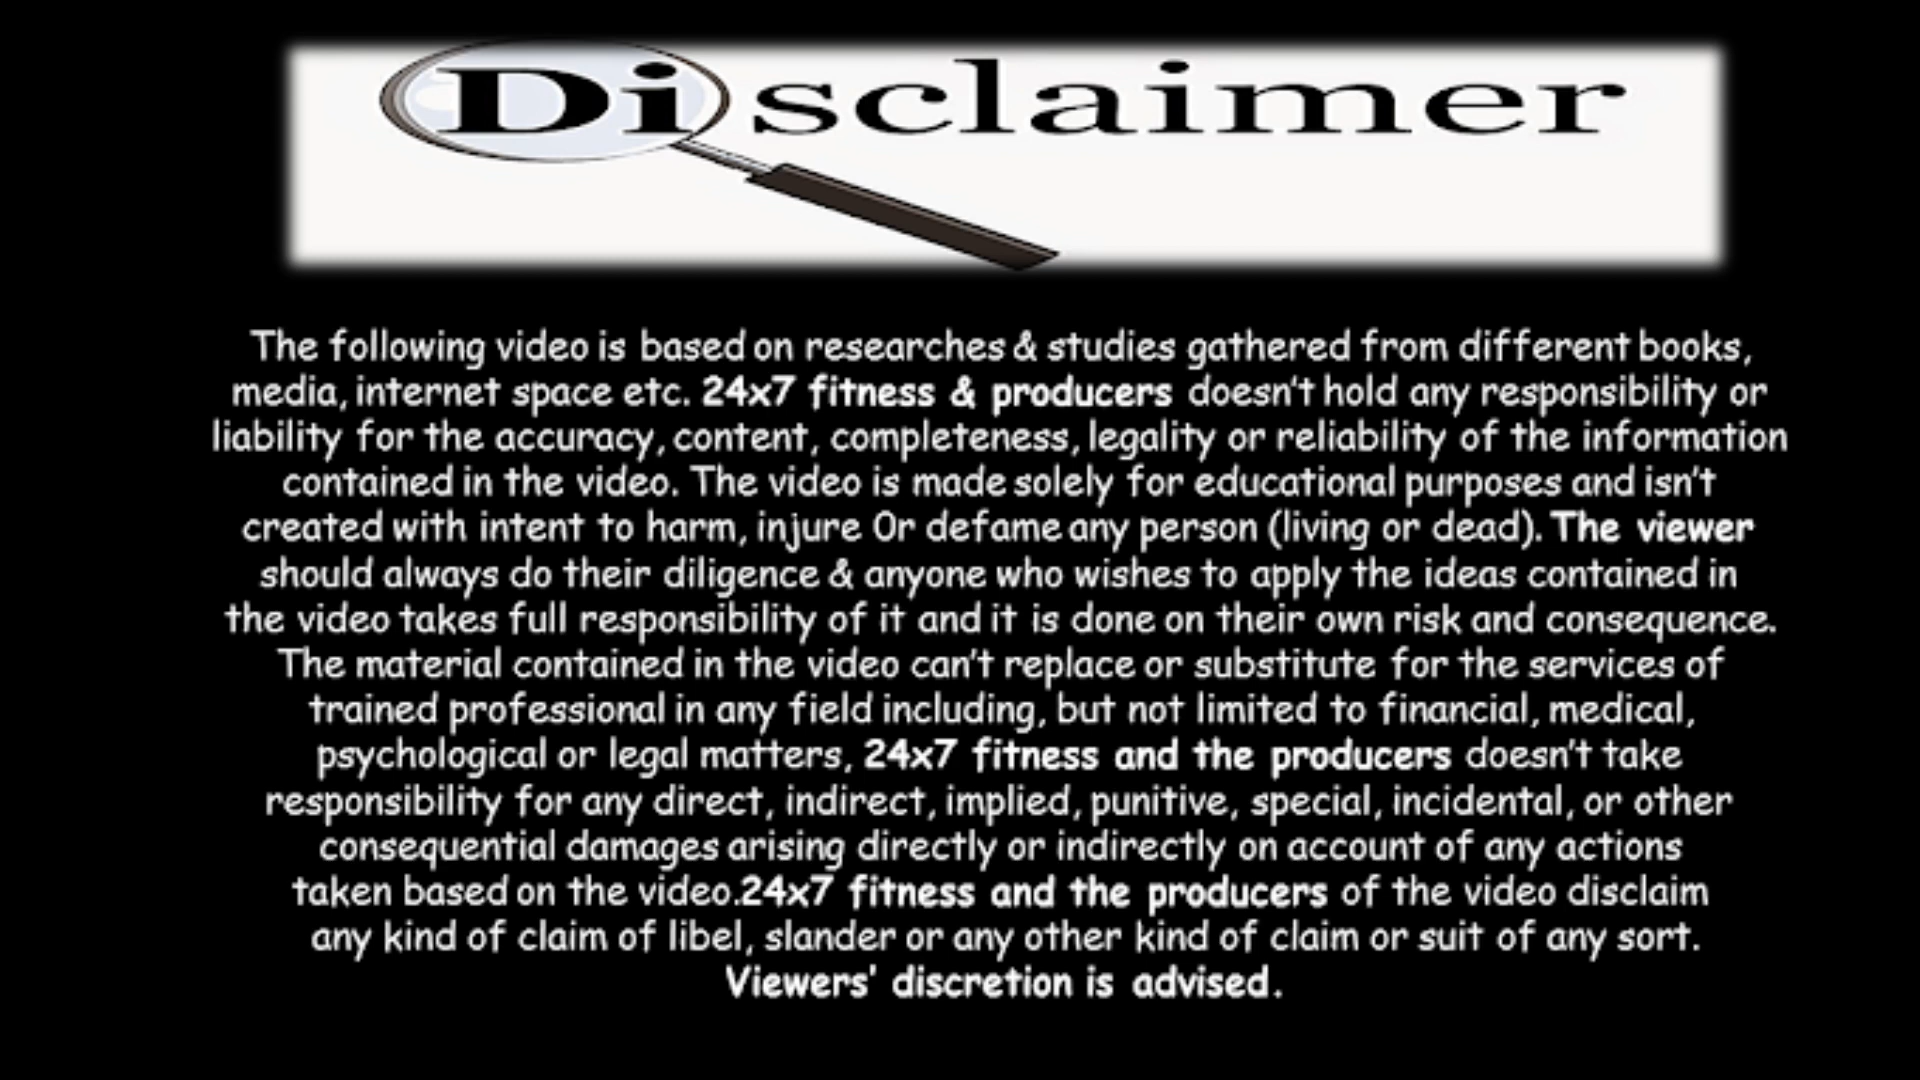 Disclaimer
The following video is based on researches & studies gathered from different books,
media, internet space etc. 24x7 fitness & producers doesn't hold any responsibility or
liability for the accuracy, content, completeness, legality or reliability of the information
contained in the video. The video is made solely for educational purposes and isn't
created with intent to harm, injure Or defame any person (living or dead). The viewer
should always do their diligence & anyone who wishes to apply the ideas contained in
the video takes full responsibility of it and it is done on their own risk and consequence.
The material contained in the video can't replace or substitute for the services of
trained professional in any field including, but not limited to financial, medical,
psychological or legal matters, 24x7 fitness and the producers doesn't take
responsibility for any direct, indirect, implied, punitive, special, incidental, or other
consequential damages arising directly or indirectly on account of any actions
taken based on the video.24x7 fitness and the producers of the video disclaim
any kind of claim of libel, slander or any other kind of claim or suit of any sort.
Viewers' discretion is advised.